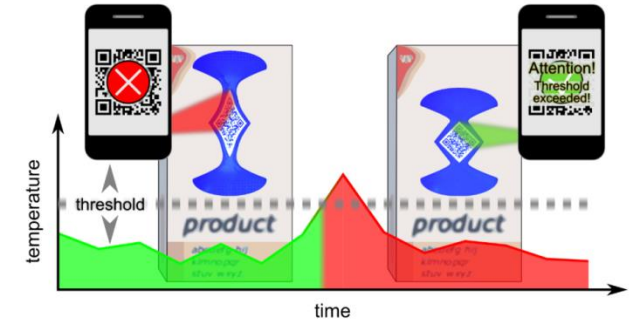 Attention!
Threshold
exceeded!
threshold
product
product
temperature
time